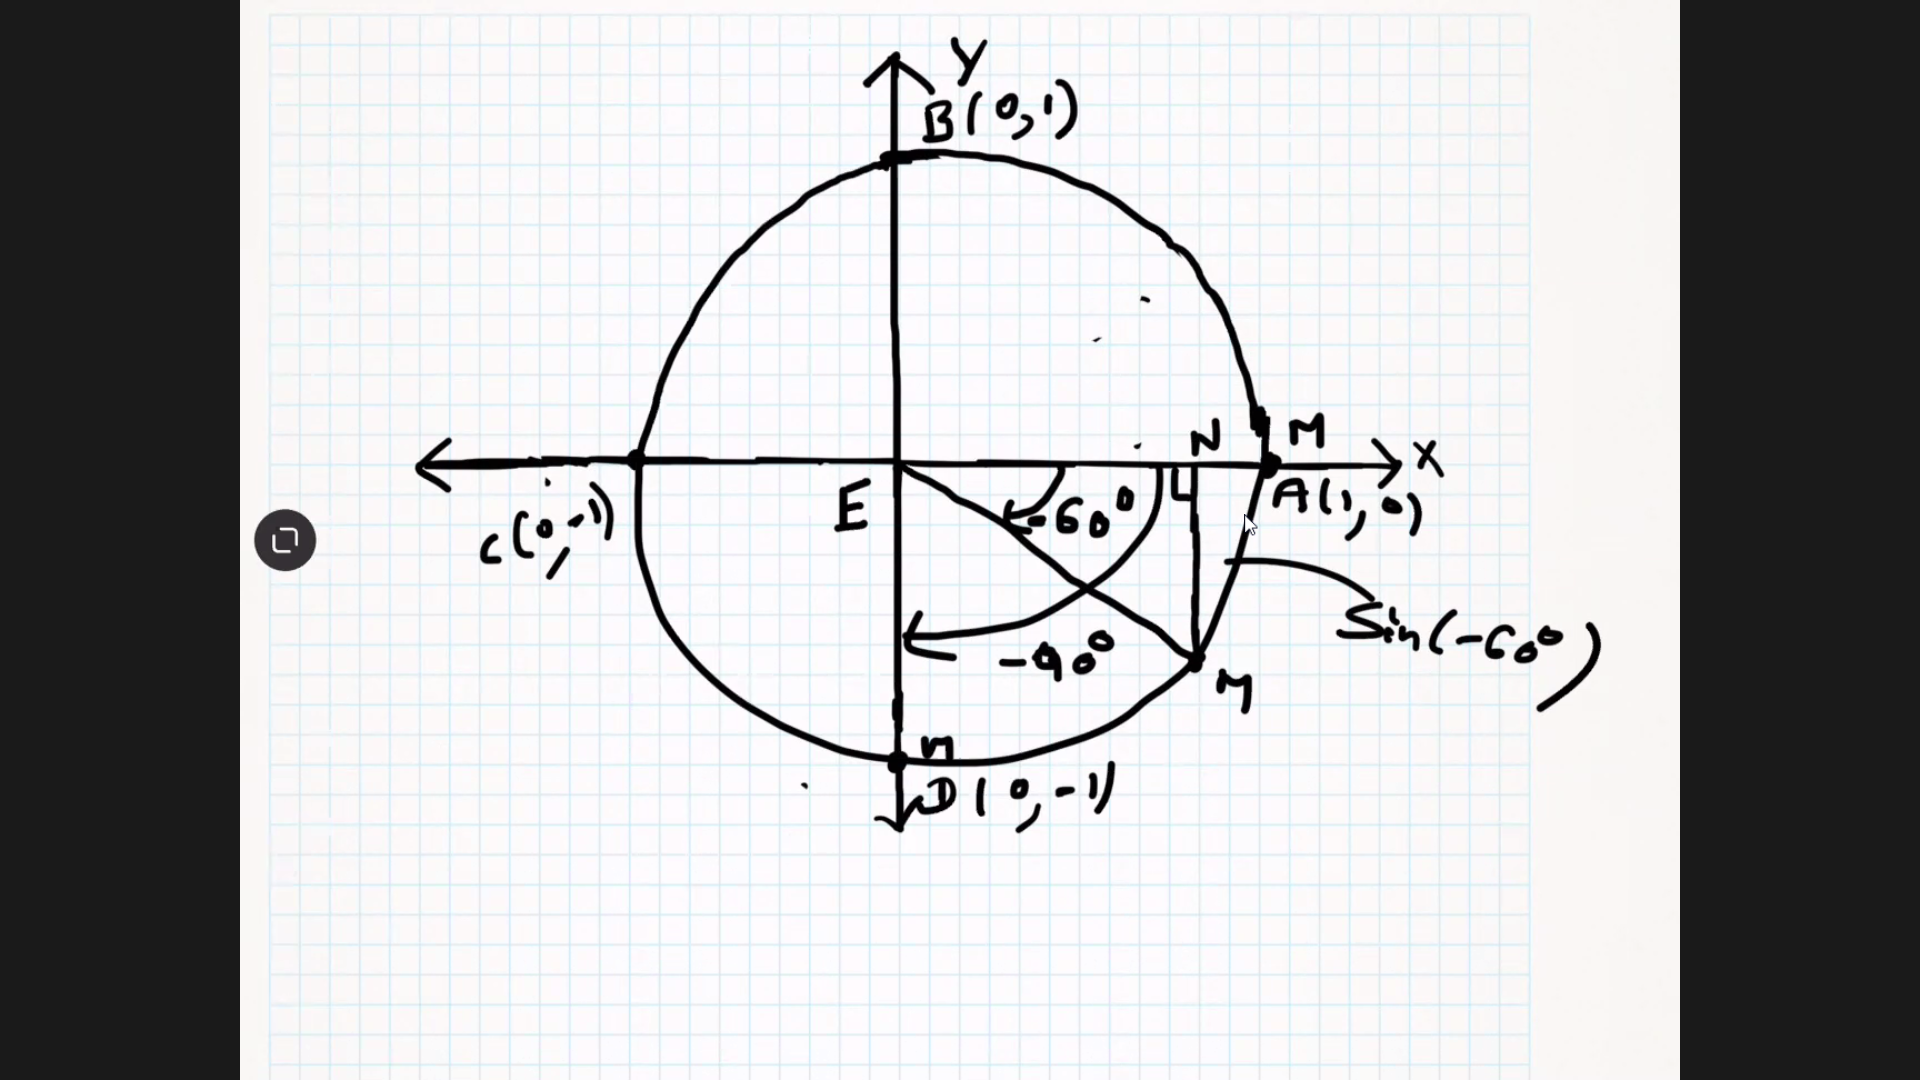 Y
B(0,1)
N
M
X
C(0,-1)
E
-60°
A(1,0)
-90°
Sin(-60°)
M
M
D(0,-1)